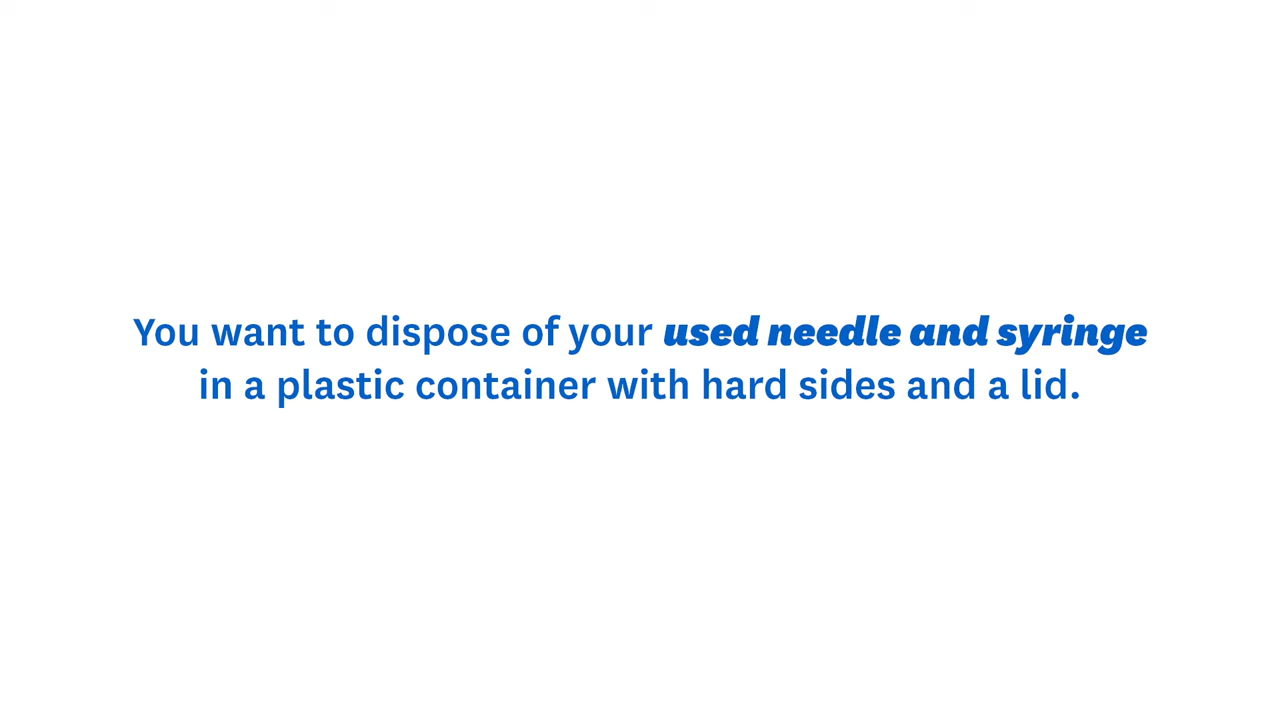 You want to dispose of your used needle and syringe
in a plastic container with hard sides and a lid.